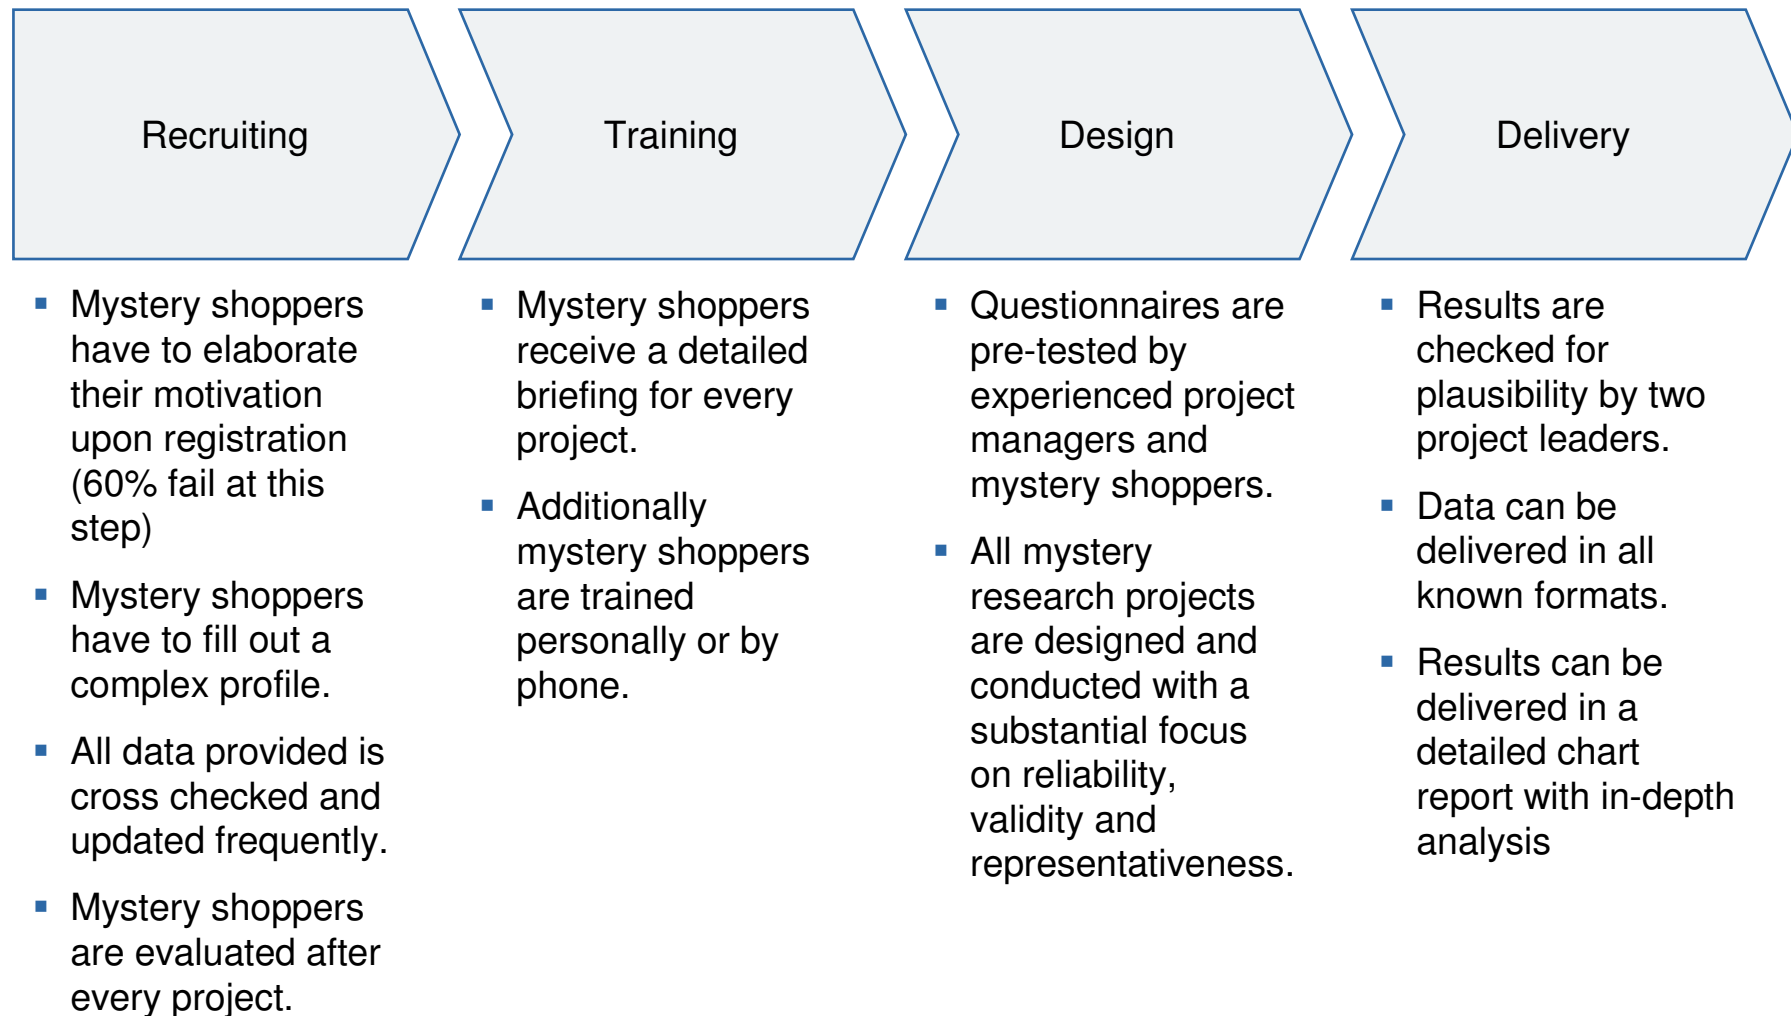 Recruiting
Training
Design
Delivery
▪ Mystery shoppers
have to elaborate
their motivation
upon registration
(60% fail at this
step)
▪ Mystery shoppers
have to fill out a
complex profile.
▪ All data provided is
cross checked and
updated frequently.
▪ Mystery shoppers
are evaluated after
every project.
▪ Mystery shoppers
receive a detailed
briefing for every
project.
▪ Additionally
mystery shoppers
are trained
personally or by
phone.
▪ Questionnaires are
pre-tested by
experienced project
managers and
mystery shoppers.
▪ All mystery
research projects
are designed and
conducted with a
substantial focus
on reliability,
validity and
representativeness.
▪ Results are
checked for
plausibility by two
project leaders.
▪ Data can be
delivered in all
known formats.
▪ Results can be
delivered in a
detailed chart
report with in-depth
analysis